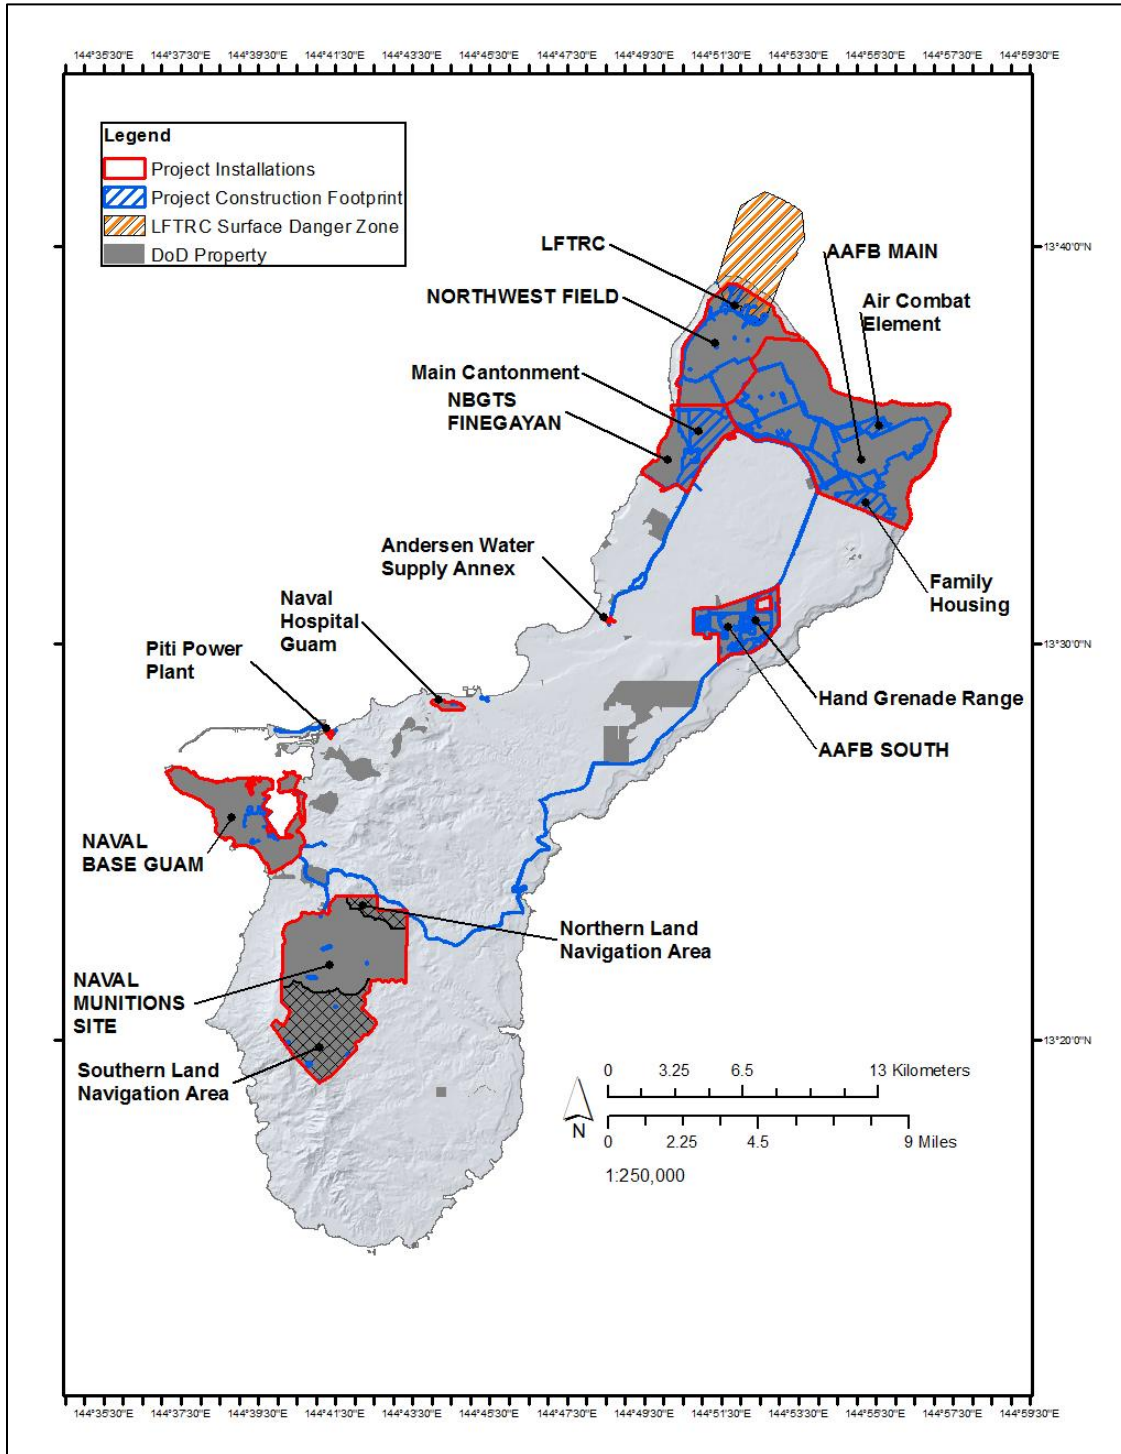 144°35'30"E 144°37'30"E 144°39'30"E 144°41'30"E 144°43'30"E 144°45'30"E 144°47'30"E 144°49'30"E 144°51'30"E 144°53'30"E 144°55'30"E 144°57'30"E 144°59'30"E
Legend
Project Installations
Project Construction Footprint
LFTRC Surface Danger Zone
DoD Property
LFTRC
13°40'0"N
AAFB MAIN
NORTHWEST FIELD
Air Combat
Element
Main Cantonment
NBGTS
FINEGAYAN
Andersen Water
Supply Annex
Family
Housing
Naval
Hospital
Guam
Piti Power
Plant
13°30'0"N
Hand Grenade Range
AAFB SOUTH
NAVAL
BASE GUAM
Northern Land
Navigation Area
NAVAL
MUNITIONS
SITE
13°20'0"N
Southern Land
Navigation Area
0 3.25 6.5 13 Kilometers
N
0 2.25 4.5 9 Miles
1:250,000
144°35'30"E 144°37'30"E 144°39'30"E 144°41'30"E 144°43'30"E 144°45'30"E 144°47'30"E 144°49'30"E 144°51'30"E 144°53'30"E 144°55'30"E 144°57'30"E 144°59'30"E